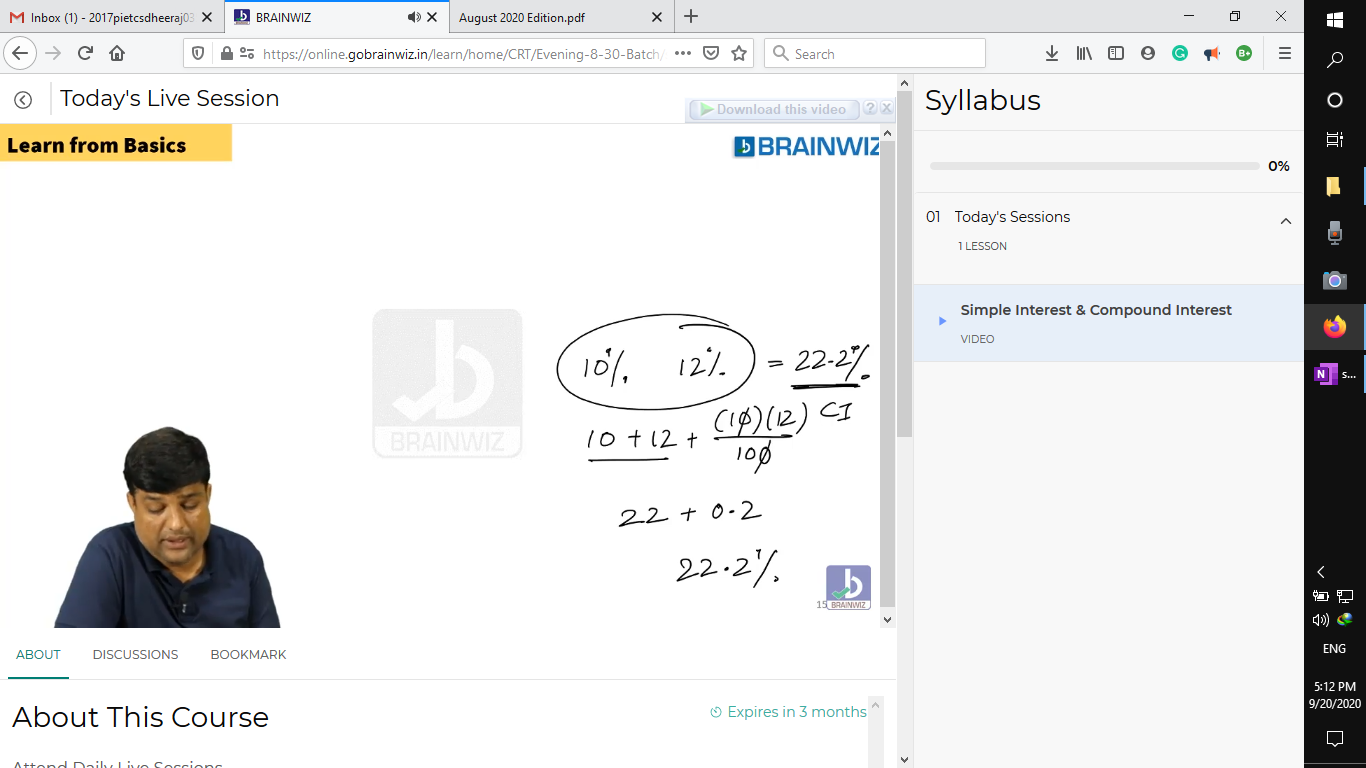 Inbox (1) - 2017pietcsdheeraj03
BRAINWIZ
August 2020 Edition.pdf
https://online.gobrainwiz.in/learn/home/CRT/Evening-8-30-Batch/
Search
Today's Live Session
Download this video
Learn from Basics
BRAINWIZ
BRAINWIZ
10% 12% = 22.2%
10 + 12 + (10)(12) CI
100
22 + 0.2
22.2%
15
BRAINWIZ
ABOUT DISCUSSIONS BOOKMARK
About This Course
Expires in 3 months
Attend Daily Live Sessions
Syllabus
0%
01 Today's Sessions
1 LESSON
Simple Interest & Compound Interest
VIDEO
B+
N s...
ENG
5:12 PM
9/20/2020